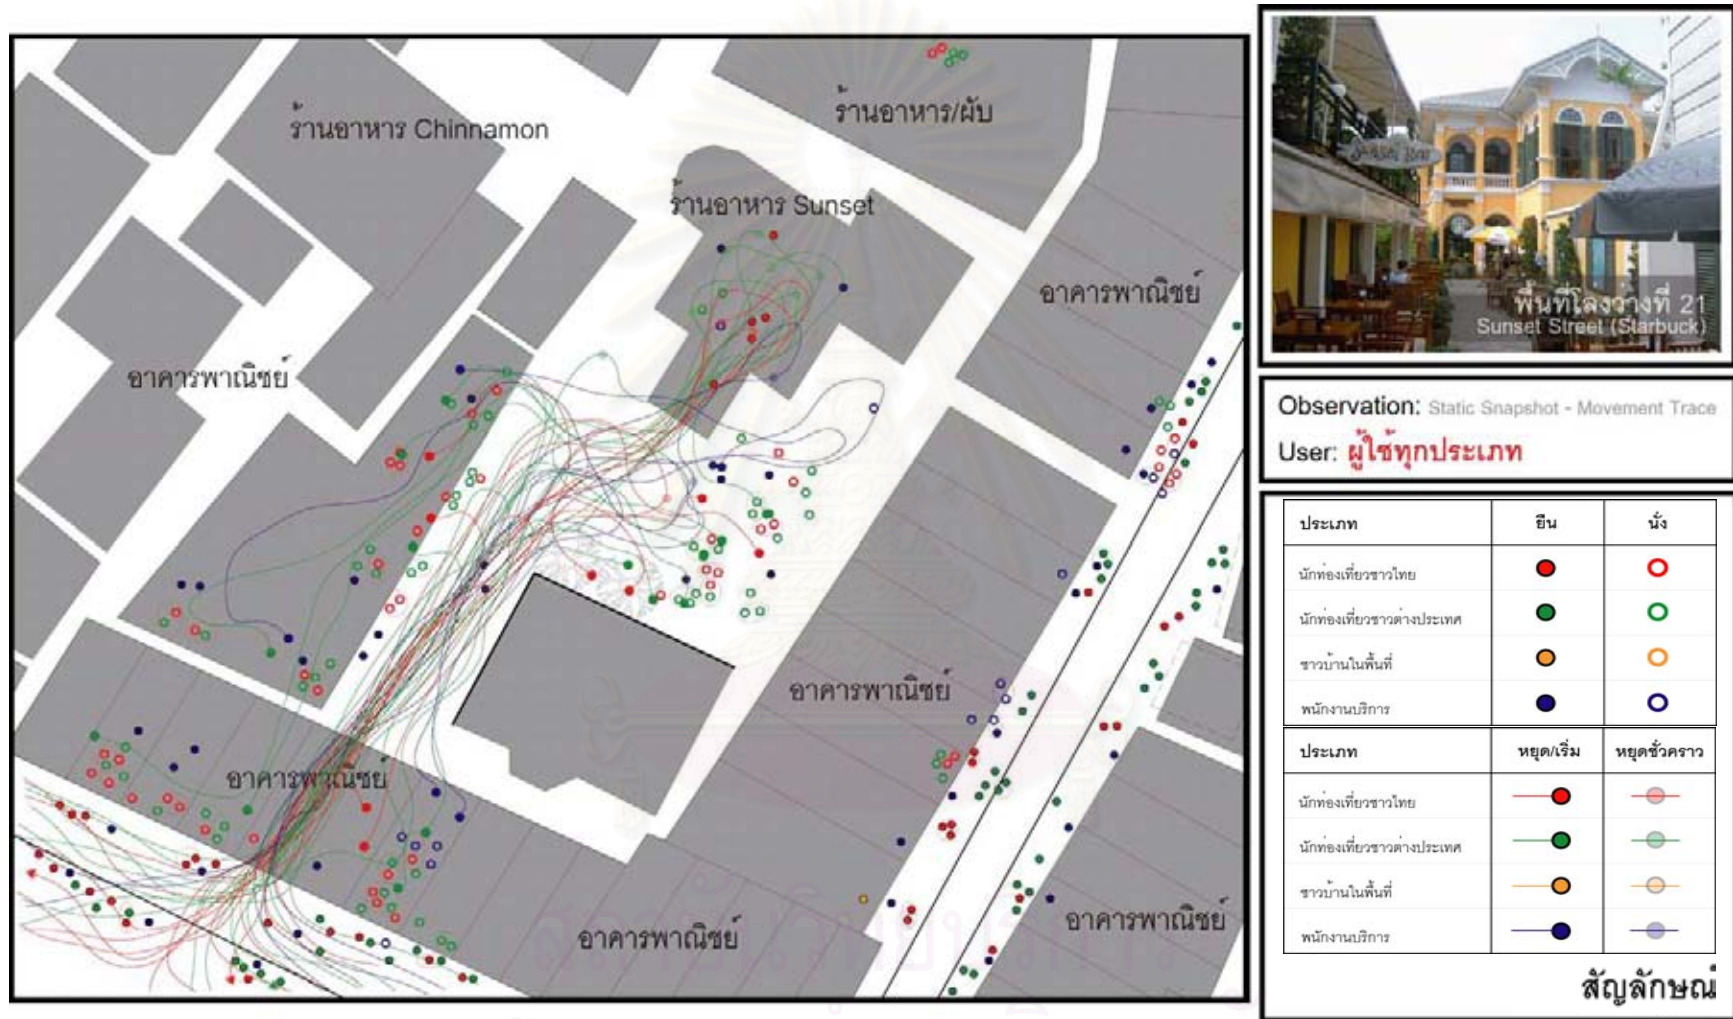 ร้านอาหาร Chinnamon
ร้านอาหาร/ผับ
ร้านอาหาร Sunset
อาคารพาณิชย์
อาคารพาณิชย์
อาคารพาณิชย์
อาคารพาณิชย์
อาคารพาณิชย์
อาคารพาณิชย์
พื้นที่โล่งว่างที่ 21
Sunset Street (Starbuck)
Observation: Static Snapshot - Movement Trace
User: ผู้ใช้ทุกประเภท
ประเภท ยืน นั่ง
นักท่องเที่ยวชาวไทย
นักท่องเที่ยวชาวต่างประเทศ
ชาวบ้านในพื้นที่
พนักงานบริการ
ประเภท หยุด/เริ่ม หยุดชั่วคราว
นักท่องเที่ยวชาวไทย
นักท่องเที่ยวชาวต่างประเทศ
ชาวบ้านในพื้นที่
พนักงานบริการ
สัญลักษณ์